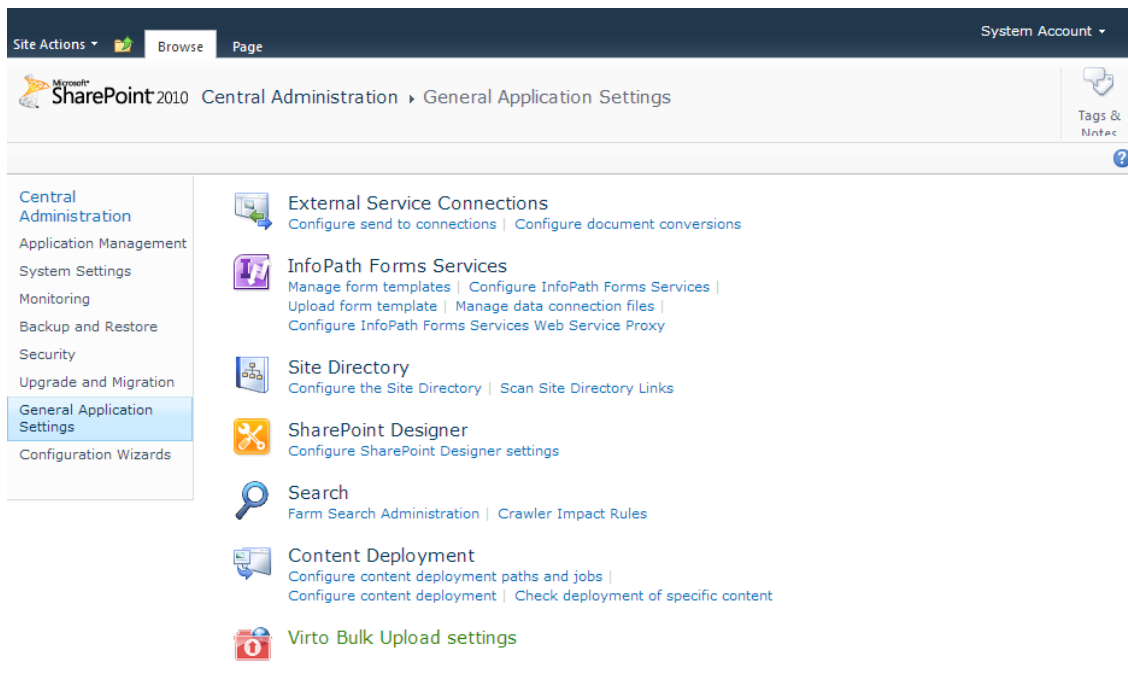 System Account
Site Actions Browse Page
Microsoft®
SharePoint 2010 Central Administration General Application Settings
Tags &
Notes
Central
Administration
Application Management
System Settings
Monitoring
Backup and Restore
Security
Upgrade and Migration
General Application
Settings
Configuration Wizards
External Service Connections
Configure send to connections | Configure document conversions
InfoPath Forms Services
Manage form templates | Configure InfoPath Forms Services |
Upload form template | Manage data connection files |
Configure InfoPath Forms Services Web Service Proxy
Site Directory
Configure the Site Directory | Scan Site Directory Links
SharePoint Designer
Configure SharePoint Designer settings
Search
Farm Search Administration | Crawler Impact Rules
Content Deployment
Configure content deployment paths and jobs |
Configure content deployment | Check deployment of specific content
Virto Bulk Upload settings